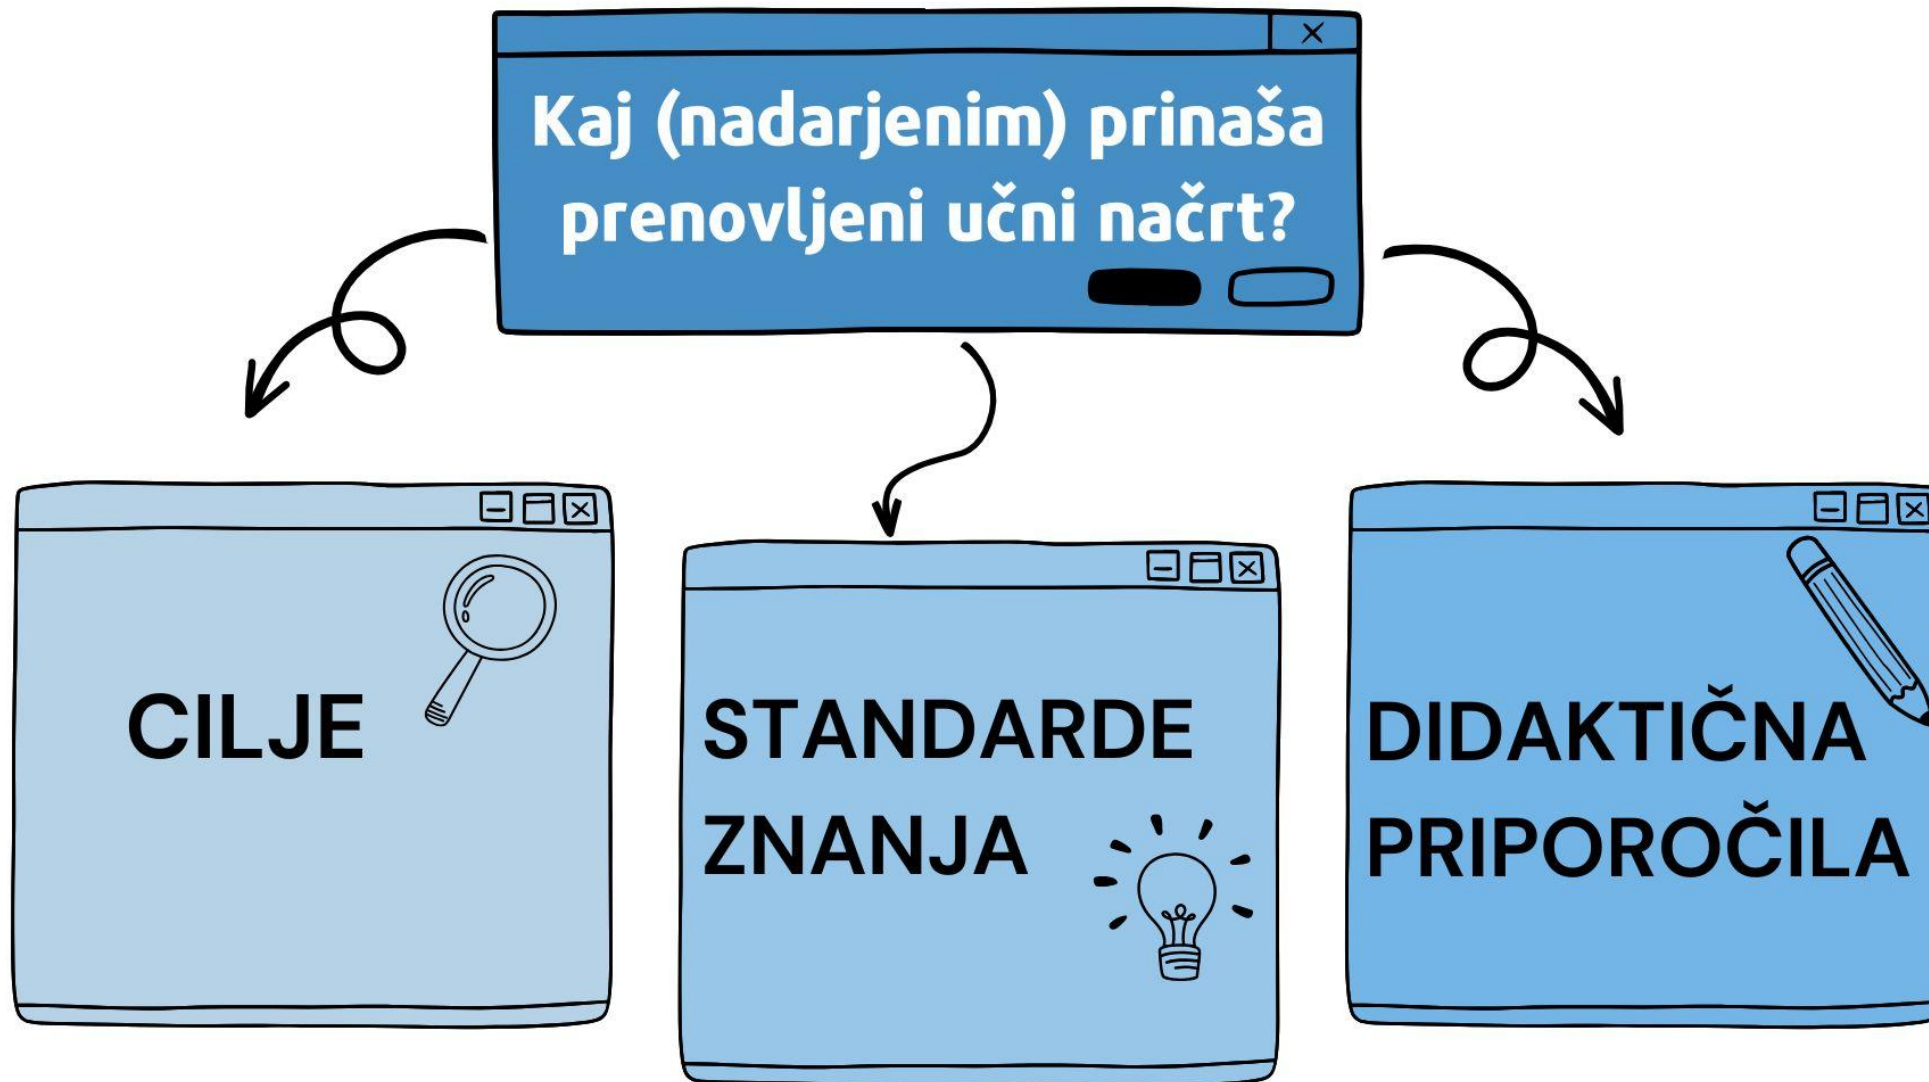 Kaj (nadarjenim) prinaša
prenovljeni učni načrt?
CILJE
STANDARDE
ZNANJA
DIDAKTIČNA
PRIPOROČILA